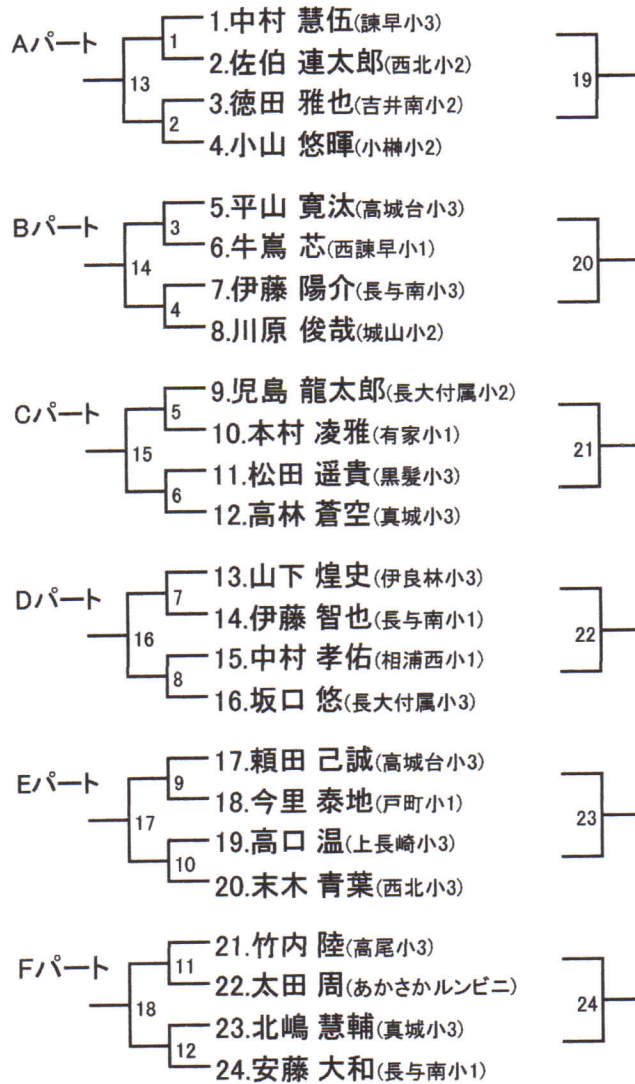 Aパート
1.中村 慧伍(諫早小3)
1
2.佐伯 連太郎(西北小2)
13
19
3.徳田 雅也(吉井南小2)
2
4.小山 悠暉(小榊小2)
Bパート
5.平山 寛汰(高城台小3)
3
6.牛嶌 芯(西諫早小1)
14
20
7.伊藤 陽介(長与南小3)
4
8.川原 俊哉(城山小2)
Cパート
9.児島 龍太郎(長大付属小2)
5
10.本村 凌雅(有家小1)
15
21
11.松田 遥貴(黒髪小3)
6
12.高林 蒼空(真城小3)
Dパート
13.山下 煌史(伊良林小3)
7
14.伊藤 智也(長与南小1)
16
22
15.中村 孝佑(相浦西小1)
8
16.坂口 悠(長大付属小3)
Eパート
17.頼田 己誠(高城台小3)
9
18.今里 泰地(戸町小1)
17
23
19.高口 温(上長崎小3)
10
20.末木 青葉(西北小3)
Fパート
21.竹内 陸(高尾小3)
11
22.太田 周(あかさかルンビニ)
18
24
23.北嶋 慧輔(真城小3)
12
24.安藤 大和(長与南小1)